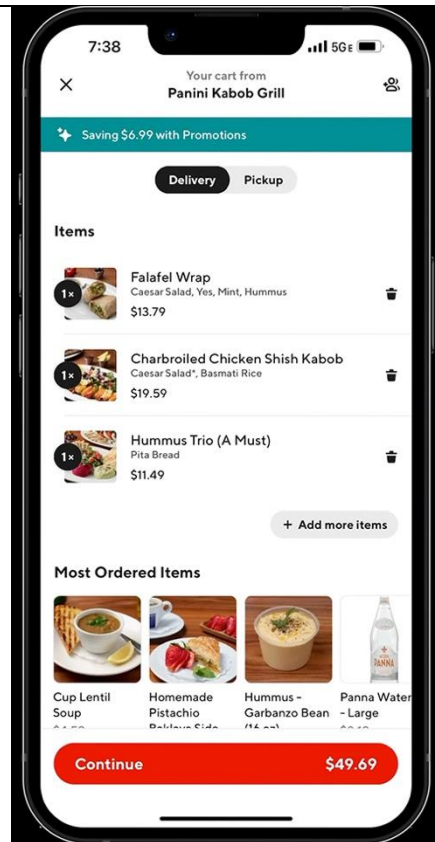 7:38
5GE
Your cart from
Panini Kabob Grill
Saving $6.99 with Promotions
Delivery Pickup
Items
1×
Falafel Wrap
Caesar Salad, Yes, Mint, Hummus
$13.79
1×
Charbroiled Chicken Shish Kabob
Caesar Salad*, Basmati Rice
$19.59
1×
Hummus Trio (A Must)
Pita Bread
$11.49
+ Add more items
Most Ordered Items
PANNA
Cup Lentil Homemade Hummus - Panna Water
Soup Pistachio Garbanzo Bean - Large
Continue $49.69